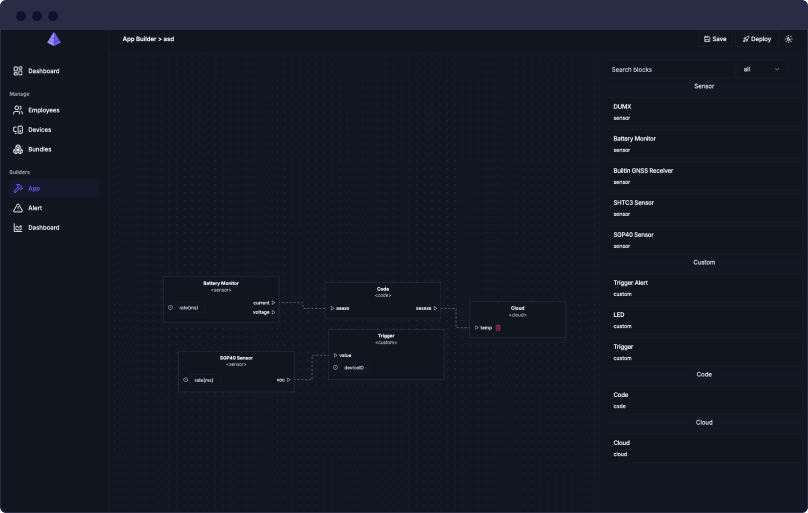 App Builder > asd
Save
Deploy
Dashboard
Manage
Employees
Devices
Bundles
Builders
App
Alert
Dashboard
Battery Monitor
<sensor>
current
rate(ms)
voltage
Code
<code>
Cloud
<cloud>
temp
Trigger
<custom>
value
deviceID
SGP40 Sensor
<sensor>
rate(ms)
voc
Search blocks
all
Sensor
DUMX
sensor
Battery Monitor
sensor
Builtin GNSS Receiver
sensor
SHTC3 Sensor
sensor
SGP40 Sensor
sensor
Custom
Trigger Alert
custom
LED
custom
Trigger
custom
Code
Code
code
Cloud
Cloud
cloud